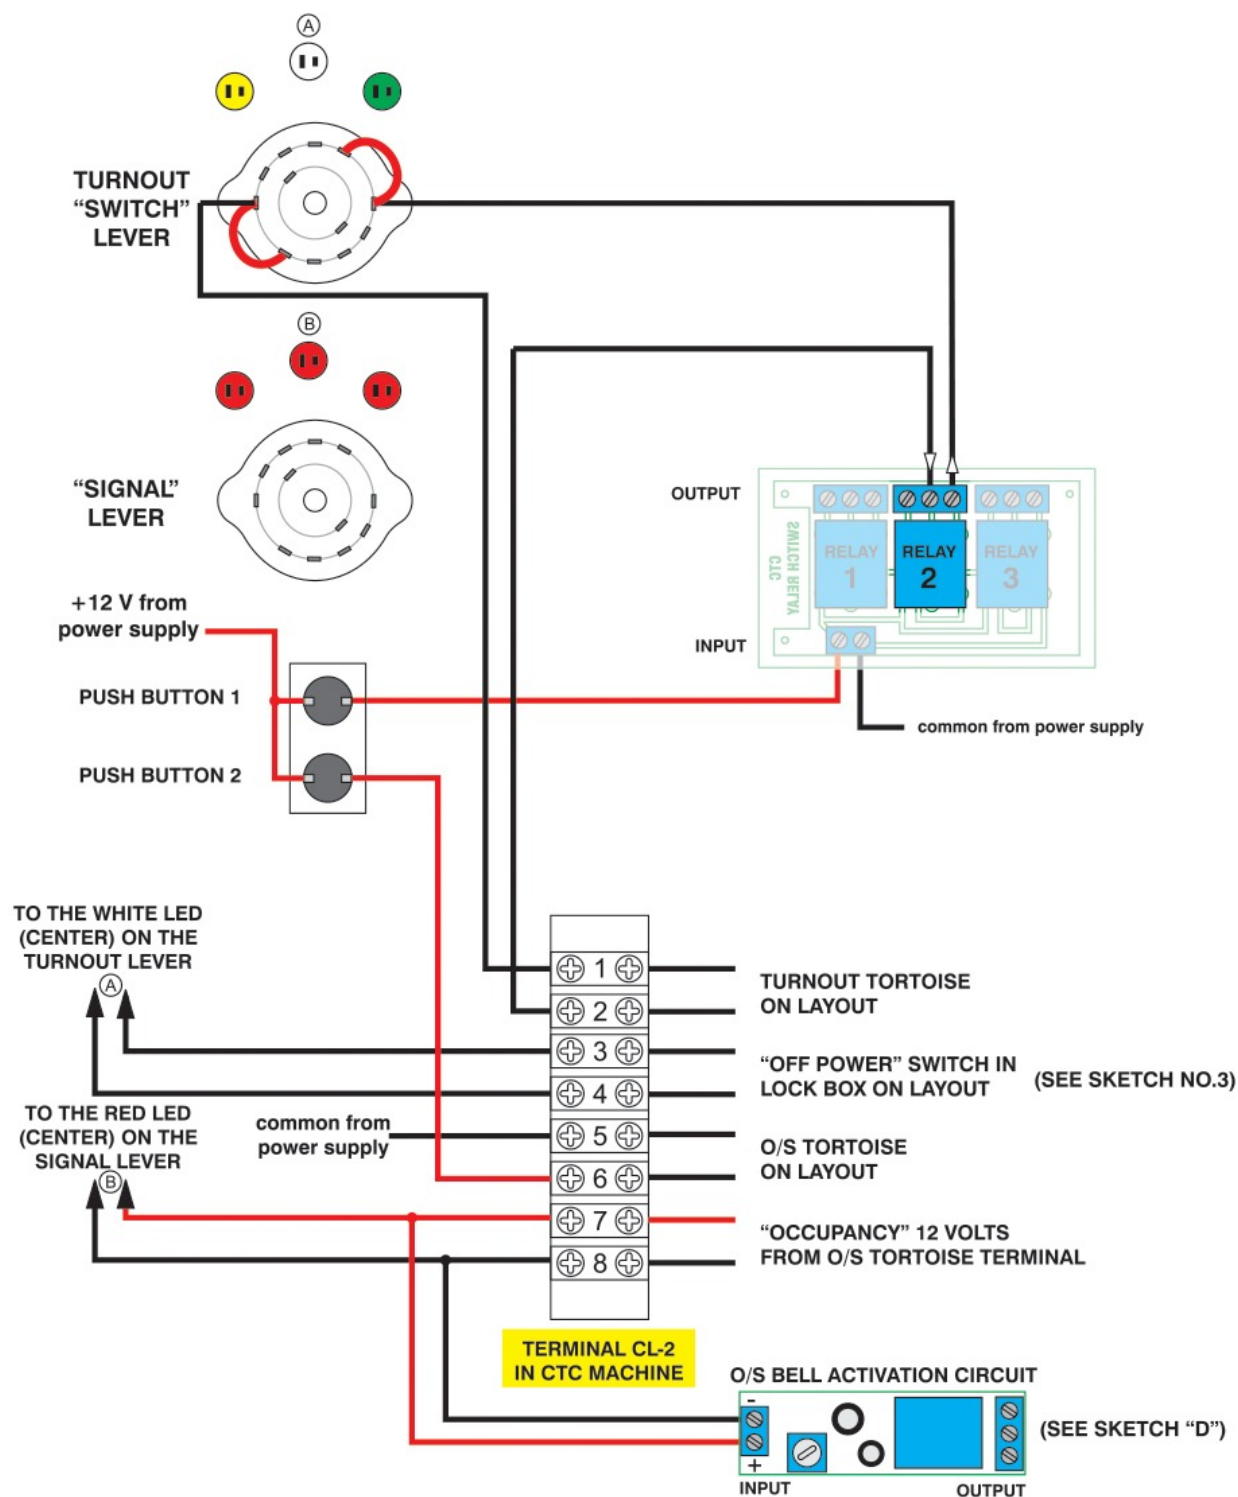 A
TURNOUT
“SWITCH”
LEVER
B
“SIGNAL”
LEVER
OUTPUT
SWITCH RELAY
CTC
RELAY
1
RELAY
2
RELAY
3
INPUT
+12 V from
power supply
PUSH BUTTON 1
common from power supply
PUSH BUTTON 2
TO THE WHITE LED
(CENTER) ON THE
TURNOUT LEVER
A
1
2
3
4
5
6
7
8
TURNOUT TORTOISE
ON LAYOUT
“OFF POWER” SWITCH IN
LOCK BOX ON LAYOUT
(SEE SKETCH NO.3)
TO THE RED LED
(CENTER) ON THE
SIGNAL LEVER
B
common from
power supply
O/S TORTOISE
ON LAYOUT
“OCCUPANCY” 12 VOLTS
FROM O/S TORTOISE TERMINAL
TERMINAL CL-2
IN CTC MACHINE
O/S BELL ACTIVATION CIRCUIT
-
+
(SEE SKETCH “D”)
INPUT
OUTPUT